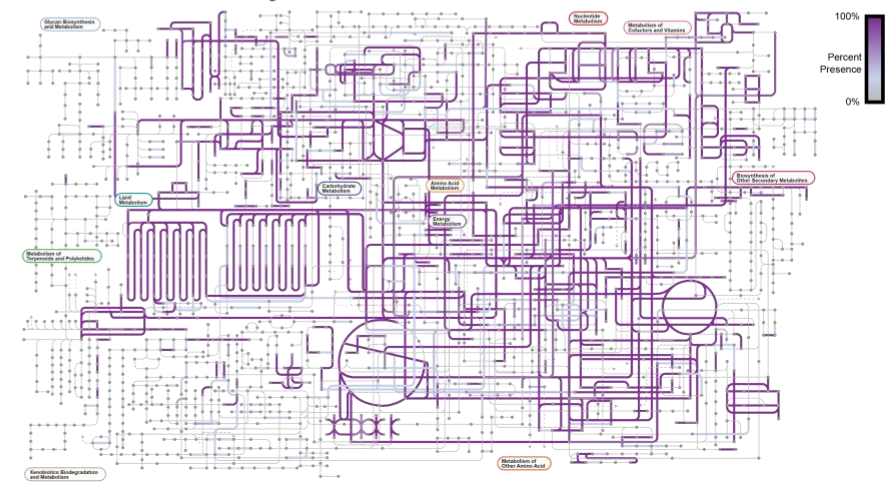 Glycan Biosynthesis
and Metabolism
Nucleotide
Metabolism
Metabolism of
Cofactors and Vitamins
100%
Percent
Presence
0%
Biosynthesis of
Other Secondary Metabolites
Carbohydrate
Metabolism
Amino Acid
Metabolism
Lipid
Metabolism
Energy
Metabolism
Metabolism of
Terpenoids and Polyketides
Metabolism of
Other Amino Acid
Xenobiotics Biodegradation
and Metabolism